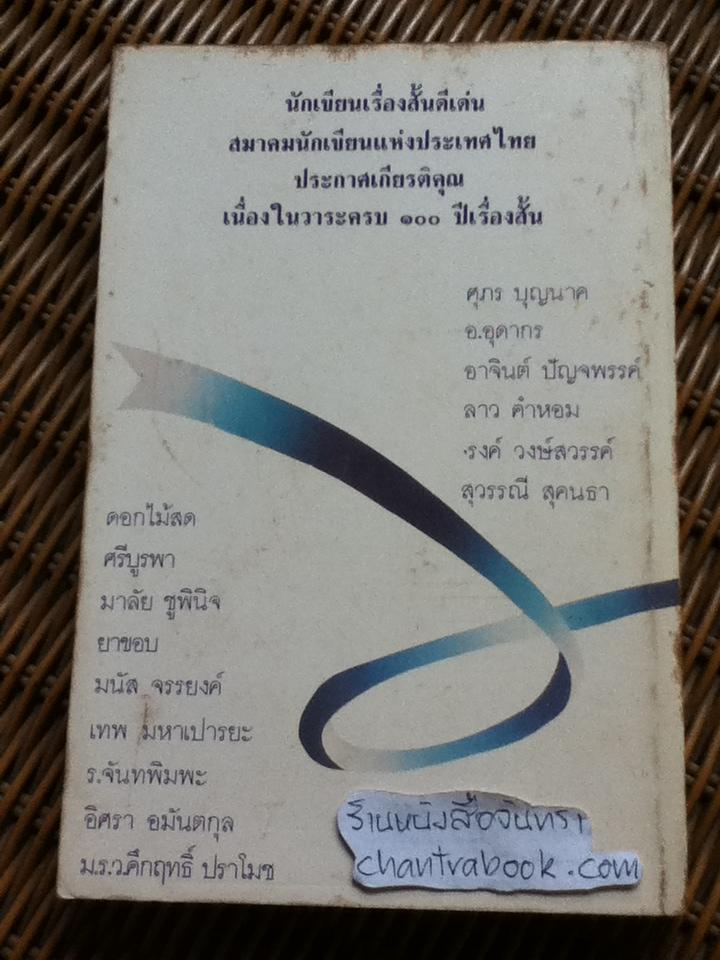 นักเขียนเรื่องสั้นดีเด่น
สมาคมนักเขียนแห่งประเทศไทย
ประกาศเกียรติคุณ
เนื่องในวาระครบ ๑๐๐ ปีเรื่องสั้น
ดอกไม้สด
ศรีบูรพา
มาลัย ชูพินิจ
ยาขอบ
มนัส จรรยงค์
เทพ มหาเปารยะ
ร.จันทพิมพะ
อิศรา อมันตกุล
ม.ร.ว.คึกฤทธิ์ ปราโมช
ศุภร บุญนาค
อ.อุดากร
อาจินต์ ปัญจพรรค์
ลาว คำหอม
'รงค์ วงษ์สวรรค์
สุวรรณี สุคนธา
ร้านหนังสือจันทรา
chantrabook.com